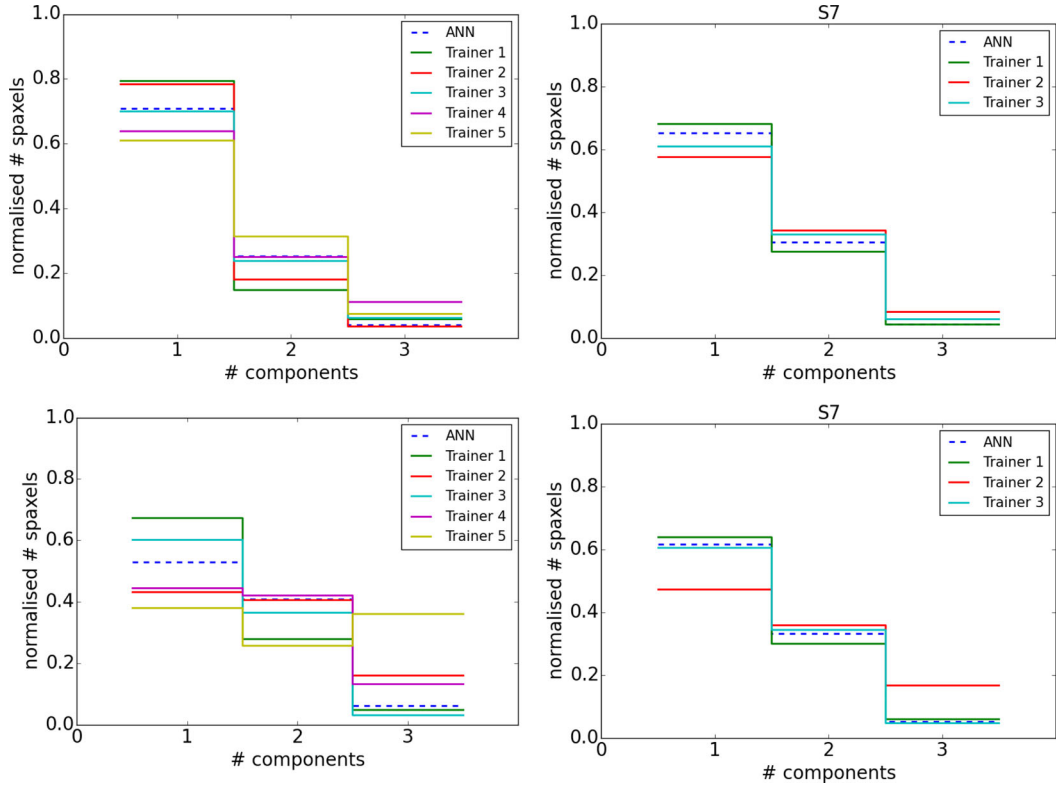 1.0
0.8
0.6
0.4
0.2
0.0
normalised # spaxels
ANN
Trainer 1
Trainer 2
Trainer 3
Trainer 4
Trainer 5
0 1 2 3
# components
S7
1.0
0.8
0.6
0.4
0.2
0.0
normalised # spaxels
ANN
Trainer 1
Trainer 2
Trainer 3
0 1 2 3
# components
1.0
0.8
0.6
0.4
0.2
0.0
normalised # spaxels
ANN
Trainer 1
Trainer 2
Trainer 3
Trainer 4
Trainer 5
0 1 2 3
# components
S7
1.0
0.8
0.6
0.4
0.2
0.0
normalised # spaxels
ANN
Trainer 1
Trainer 2
Trainer 3
0 1 2 3
# components